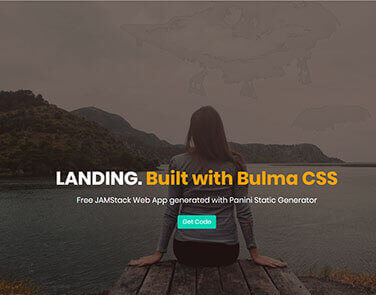 LANDING. Built with Bulma CSS
Free JAMStack Web App generated with Panini Static Generator
Get Code